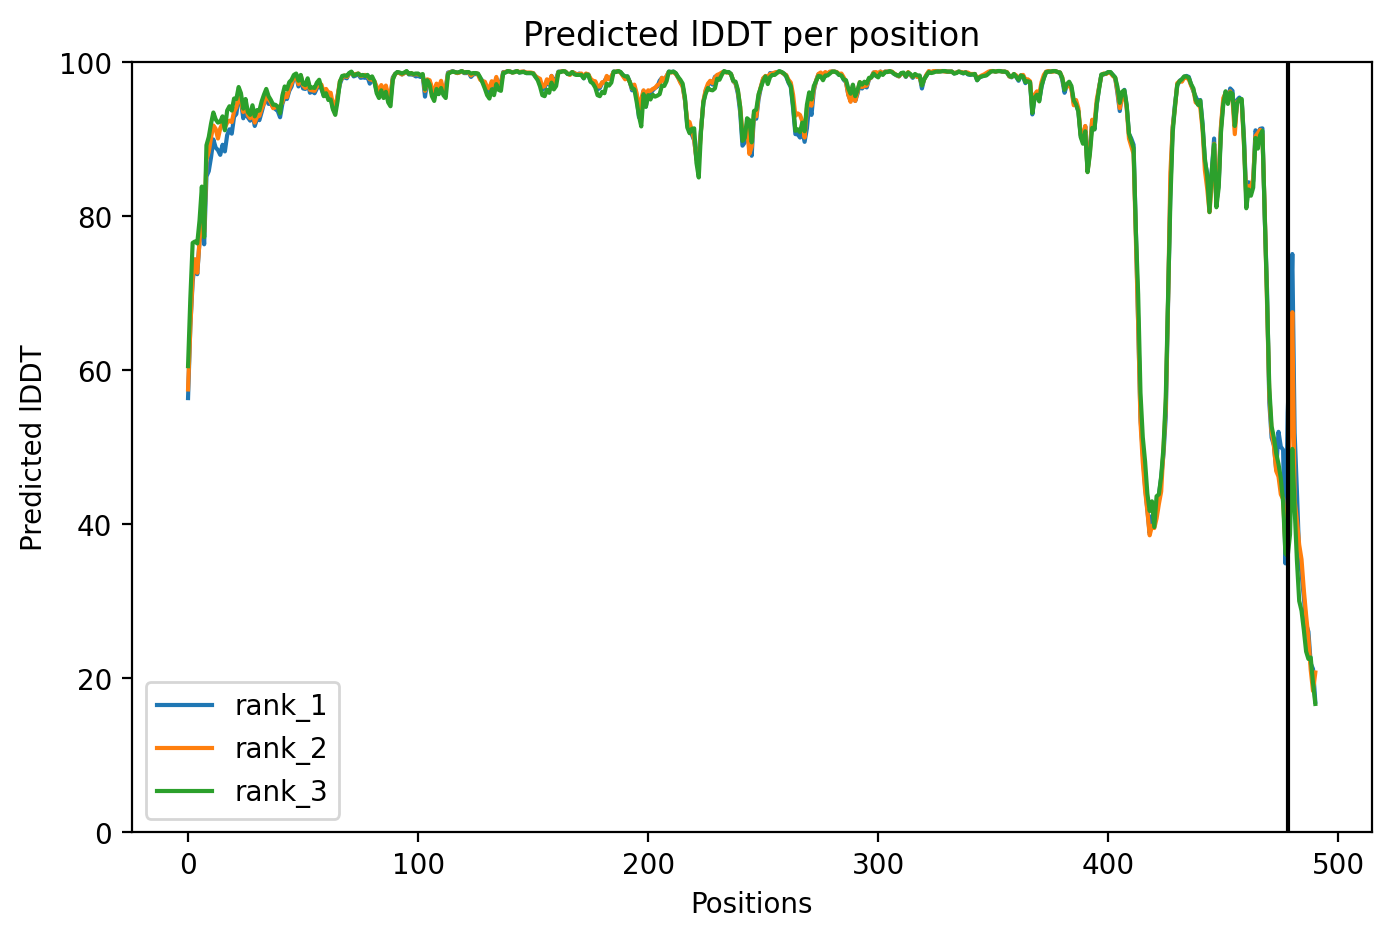 Predicted lDDT per position
100
80
60
40
20
0
Predicted lDDT
rank_1
rank_2
rank_3
0 100 200 300 400 500
Positions